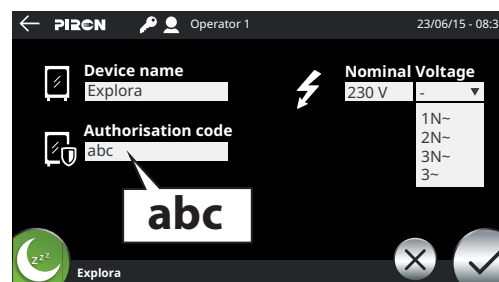 PIRON
Operator 1
23/06/15 - 08:3
Device name
Explora
Authorisation code
abc
abc
Nominal Voltage
230 V
-
1N~
2N~
3N~
3~
zzz
Explora